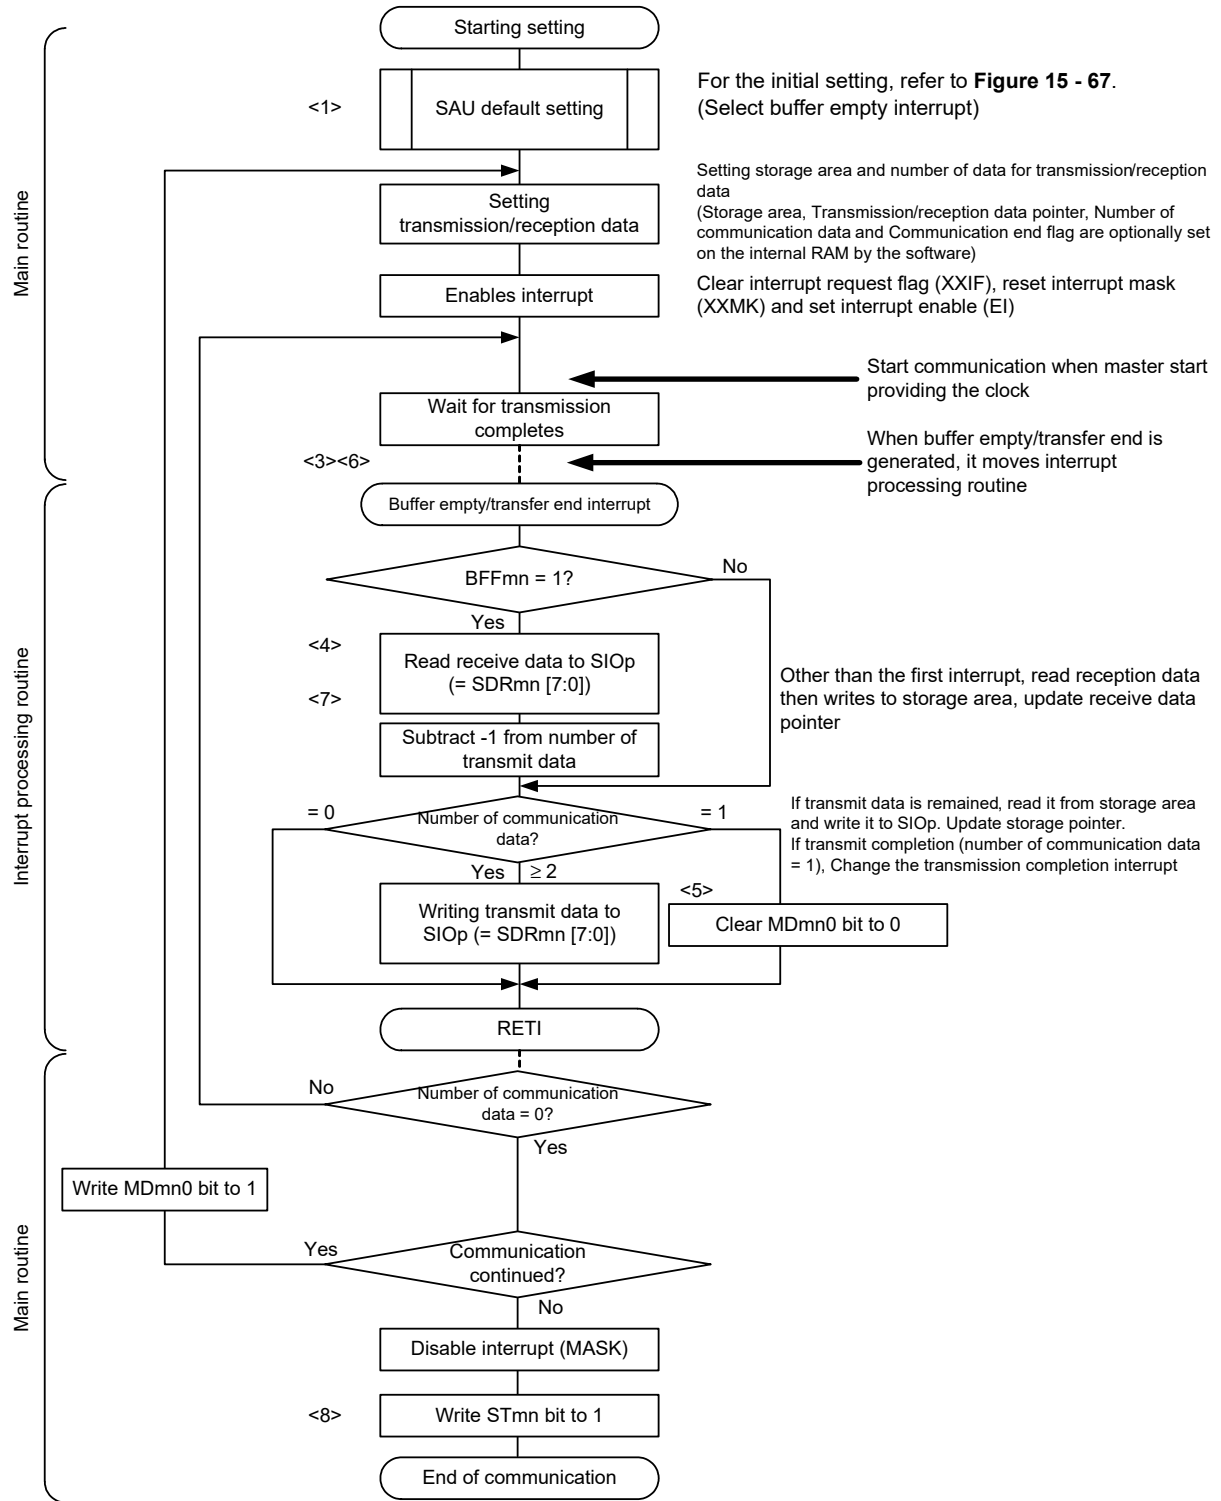 Starting setting
<1>
SAU default setting
For the initial setting, refer to Figure 15 - 67.
(Select buffer empty interrupt)
Setting
transmission/reception data
Setting storage area and number of data for transmission/reception
data
(Storage area, Transmission/reception data pointer, Number of
communication data and Communication end flag are optionally set
on the internal RAM by the software)
Main routine
Enables interrupt
Clear interrupt request flag (XXIF), reset interrupt mask
(XXMK) and set interrupt enable (EI)
Start communication when master start
providing the clock
Wait for transmission
completes
<3><6>
When buffer empty/transfer end is
generated, it moves interrupt
processing routine
Buffer empty/transfer end interrupt
BFFmn = 1?
No
Yes
<4>
Read receive data to SIOp
(= SDRmn [7:0])
<7>
Other than the first interrupt, read reception data
then writes to storage area, update receive data
pointer
Subtract -1 from number of
transmit data
Interrupt processing routine
= 0
Number of communication
data?
= 1
If transmit data is remained, read it from storage area
and write it to SIOp. Update storage pointer.
If transmit completion (number of communication data
= 1), Change the transmission completion interrupt
Yes
≥ 2
<5>
Writing transmit data to
SIOp (= SDRmn [7:0])
Clear MDmn0 bit to 0
RETI
No
Number of communication
data = 0?
Yes
Write MDmn0 bit to 1
Main routine
Yes
Communication
continued?
No
Disable interrupt (MASK)
<8>
Write STmn bit to 1
End of communication